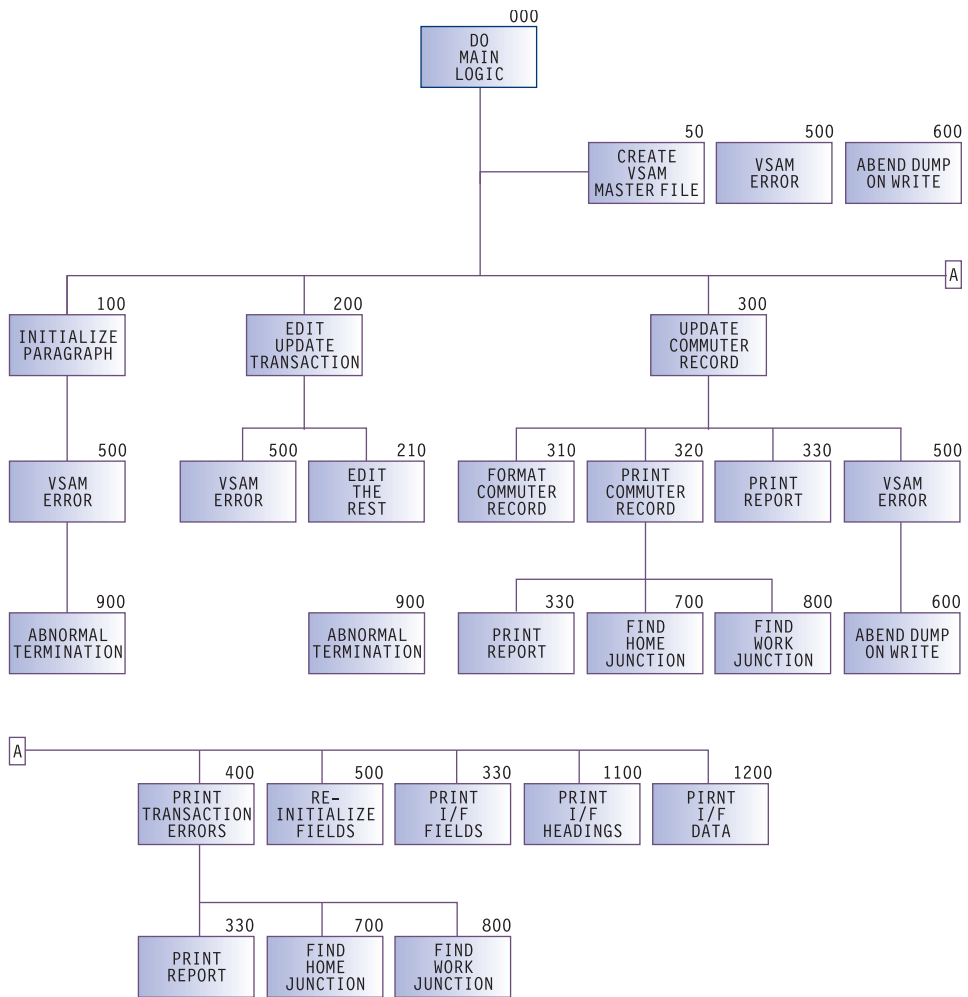 000
DO
MAIN
LOGIC
50
CREATE
VSAM
MASTER FILE
500
VSAM
ERROR
600
ABEND DUMP
ON WRITE
A
100
INITIALIZE
PARAGRAPH
200
EDIT
UPDATE
TRANSACTION
300
UPDATE
COMMUTER
RECORD
500
VSAM
ERROR
500
VSAM
ERROR
210
EDIT
THE
REST
310
FORMAT
COMMUTER
RECORD
320
PRINT
COMMUTER
RECORD
330
PRINT
REPORT
500
VSAM
ERROR
900
ABNORMAL
TERMINATION
900
ABNORMAL
TERMINATION
330
PRINT
REPORT
700
FIND
HOME
JUNCTION
800
FIND
WORK
JUNCTION
600
ABEND DUMP
ON WRITE
A
400
PRINT
TRANSACTION
ERRORS
500
RE-
INITIALIZE
FIELDS
330
PRINT
I/F
FIELDS
1100
PRINT
I/F
HEADINGS
1200
PIRNT
I/F
DATA
330
PRINT
REPORT
700
FIND
HOME
JUNCTION
800
FIND
WORK
JUNCTION